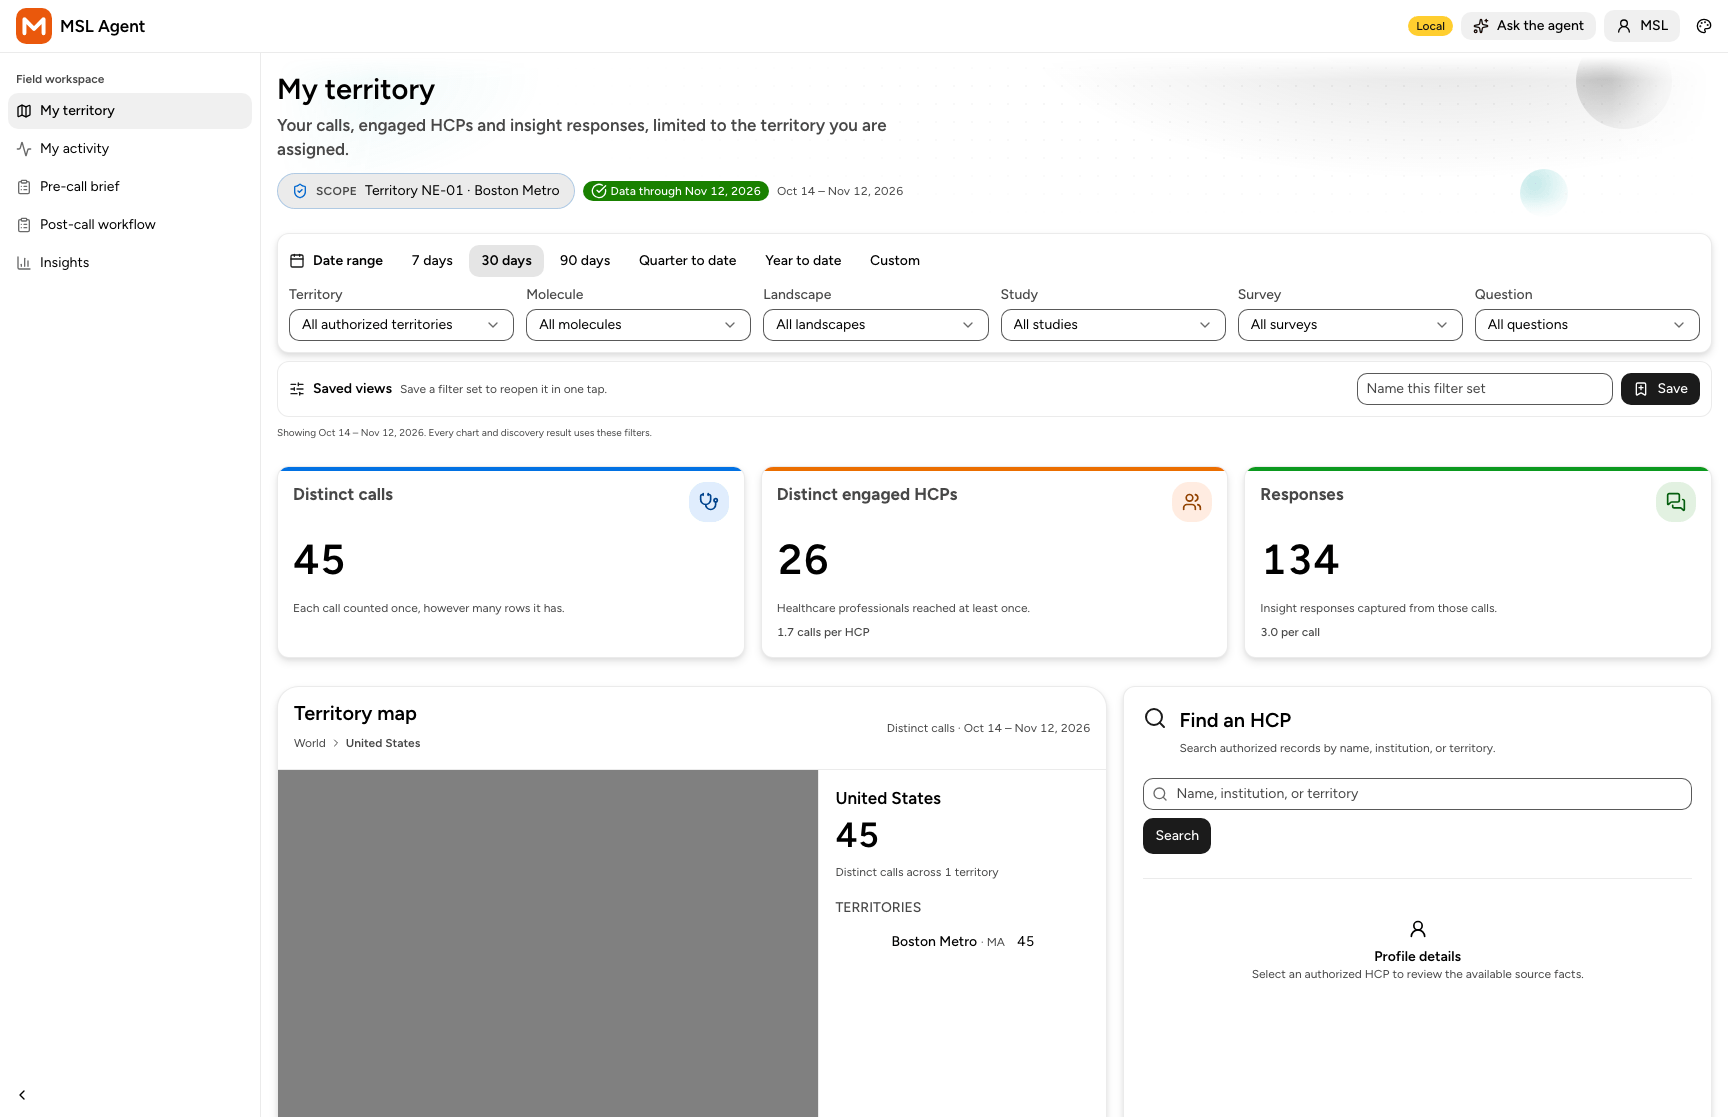 MSL Agent
Local
Ask the agent
MSL
Field workspace
My territory
My activity
Pre-call brief
Post-call workflow
Insights
My territory
Your calls, engaged HCPs and insight responses, limited to the territory you are
assigned.
SCOPE Territory NE-01 · Boston Metro
Data through Nov 12, 2026
Oct 14 – Nov 12, 2026
Date range
7 days
30 days
90 days
Quarter to date
Year to date
Custom
Territory
Molecule
Landscape
Study
Survey
Question
All authorized territories
All molecules
All landscapes
All studies
All surveys
All questions
Saved views
Save a filter set to reopen it in one tap.
Name this filter set
Save
Showing Oct 14 – Nov 12, 2026. Every chart and discovery result uses these filters.
Distinct calls
45
Each call counted once, however many rows it has.
Distinct engaged HCPs
26
Healthcare professionals reached at least once.
1.7 calls per HCP
Responses
134
Insight responses captured from those calls.
3.0 per call
Territory map
World > United States
Distinct calls · Oct 14 – Nov 12, 2026
United States
45
Distinct calls across 1 territory
TERRITORIES
Boston Metro · MA 45
Find an HCP
Search authorized records by name, institution, or territory.
Name, institution, or territory
Search
Profile details
Select an authorized HCP to review the available source facts.